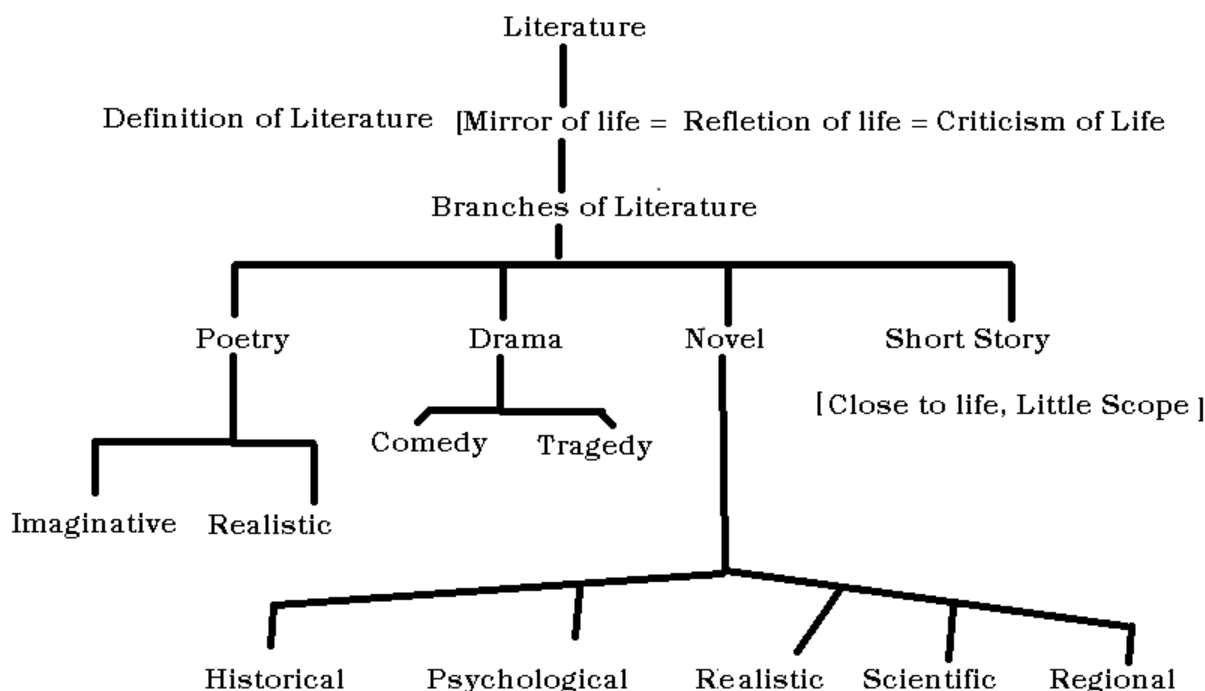 Literature
Definition of Literature [Mirror of life = Refletion of life = Criticism of Life
Branches of Literature
Poetry Drama Novel Short Story
[Close to life, Little Scope]
Comedy Tragedy
Imaginative Realistic
Historical Psychological Realistic Scientific Regional